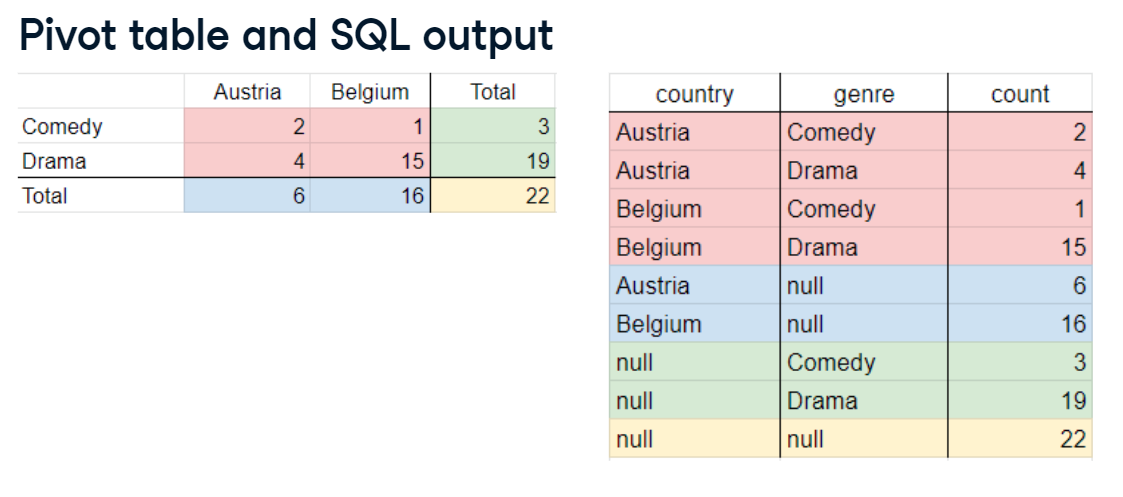 Pivot table and SQL output
Austria Belgium Total
Comedy 2 1 3
Drama 4 15 19
Total 6 16 22
country genre count
Austria Comedy 2
Austria Drama 4
Belgium Comedy 1
Belgium Drama 15
Austria null 6
Belgium null 16
null Comedy 3
null Drama 19
null null 22